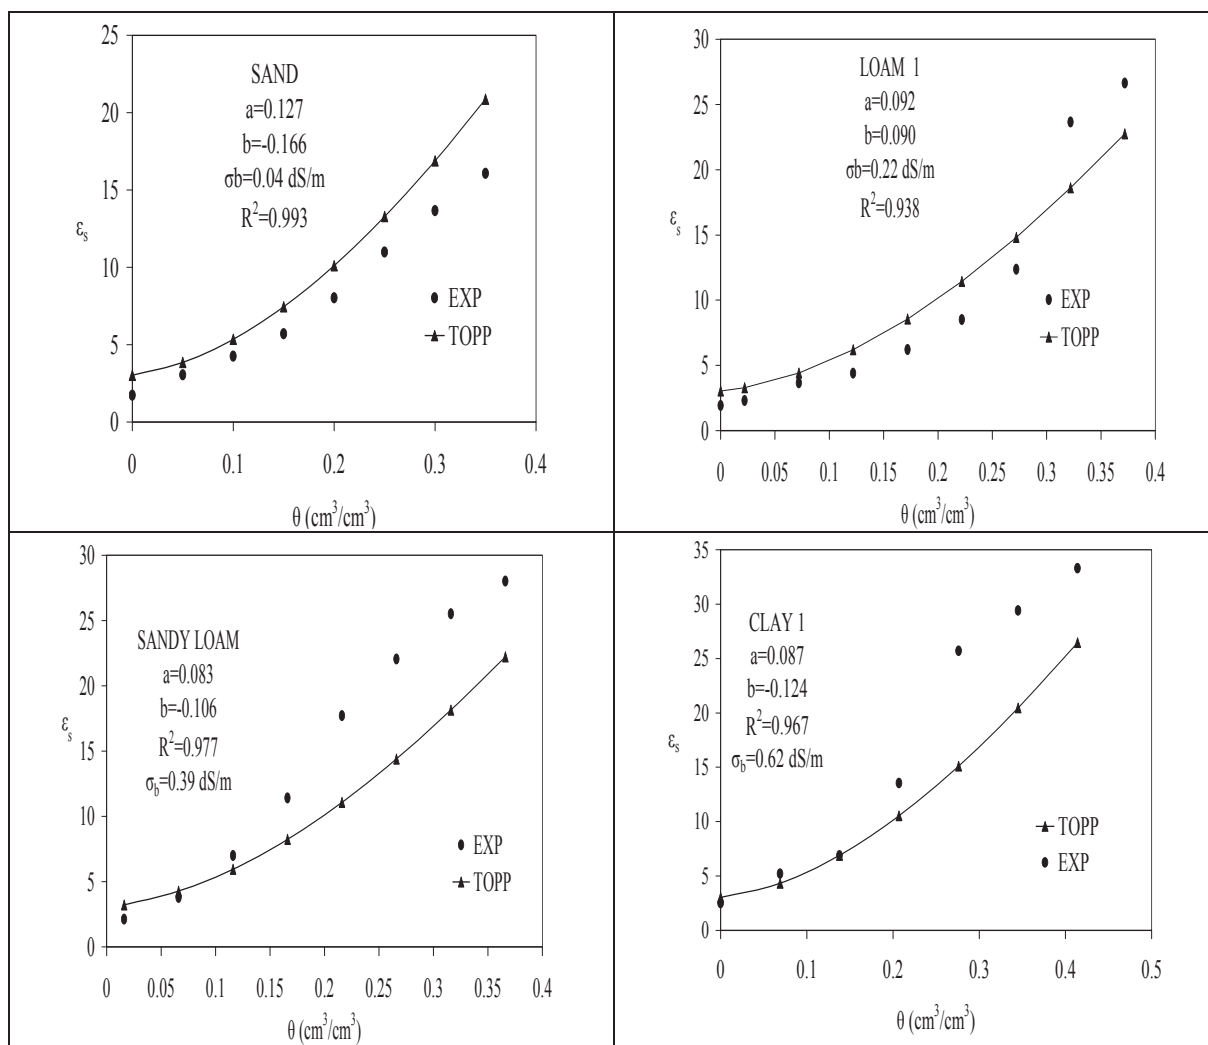 25
20
15
10
5
0
εs
SAND
a=0.127
b=-0.166
σb=0.04 dS/m
R²=0.993
EXP
TOPP
0 0.1 0.2 0.3 0.4
θ (cm³/cm³)
30
25
20
15
10
5
0
εs
LOAM 1
a=0.092
b=0.090
σb=0.22 dS/m
R²=0.938
EXP
TOPP
0 0.05 0.1 0.15 0.2 0.25 0.3 0.35 0.4
θ (cm³/cm³)
30
25
20
15
10
5
0
εs
SANDY LOAM
a=0.083
b=-0.106
R²=0.977
σb=0.39 dS/m
EXP
TOPP
0 0.05 0.1 0.15 0.2 0.25 0.3 0.35 0.4
θ (cm³/cm³)
35
30
25
20
15
10
5
0
εs
CLAY 1
a=0.087
b=-0.124
R²=0.967
σb=0.62 dS/m
TOPP
EXP
0 0.1 0.2 0.3 0.4 0.5
θ (cm³/cm³)